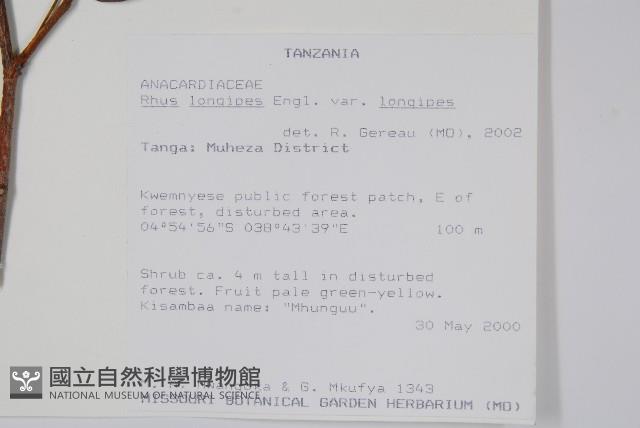 TANZANIA
ANACARDIACEAE
Rhus longipes Engl. var. longipes
det. R. Gereau (MO), 2002
Tanga: Muheza District
Kwemnyese public forest patch, E of
forest, disturbed area.
04°54'56"S 038°43'39"E 100 m
Shrub ca. 4 m tall in disturbed
forest. Fruit pale green-yellow.
Kisambaa name: "Mhunguu".
30 May 2000
& G. Mkufya 1343
MISSOURI BOTANICAL GARDEN HERBARIUM (MO)
國立自然科學博物館
NATIONAL MUSEUM OF NATURAL SCIENCE